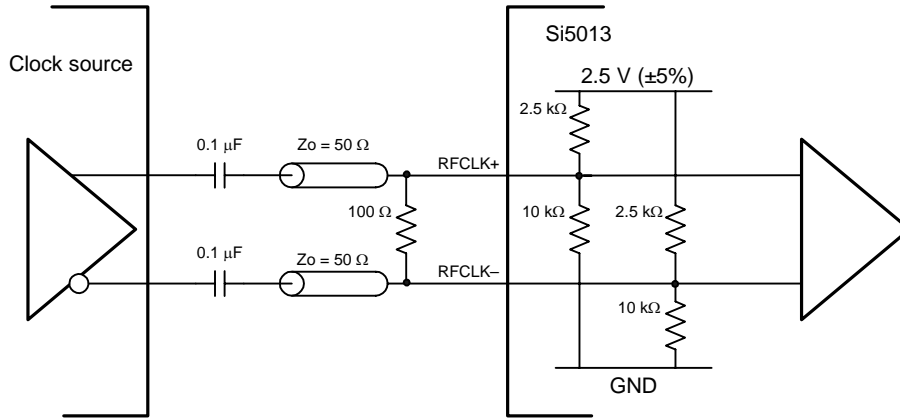 Si5013
Clock source
2.5 V (±5%)
2.5 kΩ
0.1 μF
Zo = 50 Ω
RFCLK+
100 Ω
10 kΩ
2.5 kΩ
0.1 μF
Zo = 50 Ω
RFCLK–
10 kΩ
GND